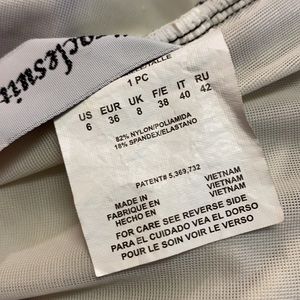 raclesuit
TALLE
1 PC
US EUR UK F/E IT RU
6 36 8 38 40 42
82% NYLON/POLIAMIDA
18% SPANDEX/ELASTANO
PATENT# 5,369,732
MADE IN VIETNAM
FABRIQUE EN VIETNAM
HECHO EN VIETNAM
FOR CARE SEE REVERSE SIDE
PARA EL CUIDADO VEA EL DORSO
POUR LE SOIN VOIR LE VERSO